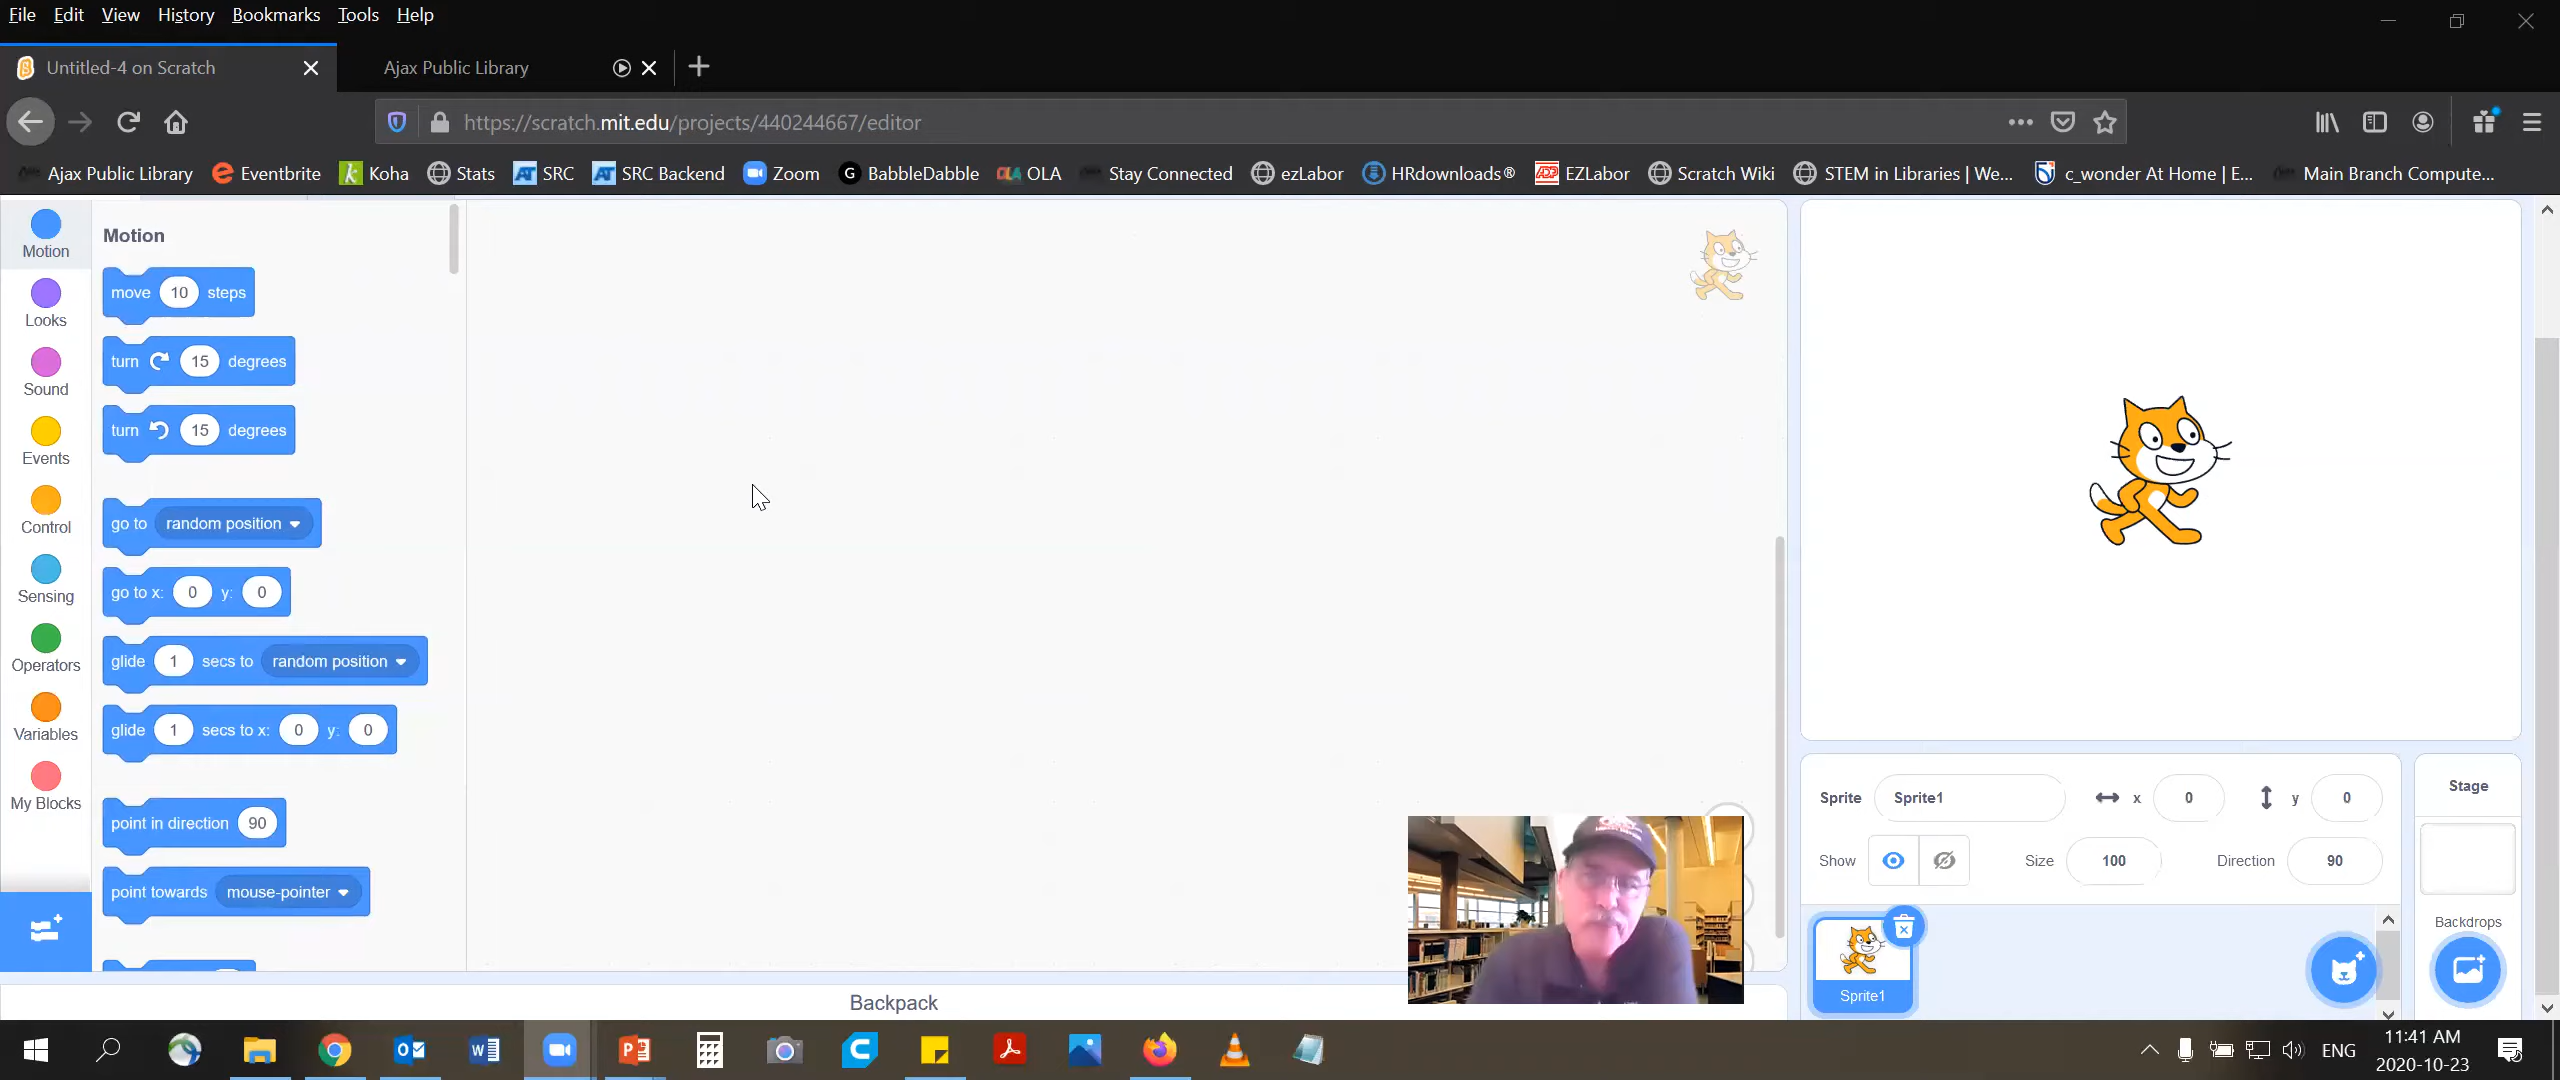 File Edit View History Bookmarks Tools Help
Untitled-4 on Scratch
Ajax Public Library
https://scratch.mit.edu/projects/440244667/editor
Ajax Public Library Eventbrite Koha Stats SRC SRC Backend Zoom BabbleDabble OLA Stay Connected ezLabor HRdownloads® EZLabor Scratch Wiki STEM in Libraries | We... c_wonder At Home | E... Main Branch Compute...
Motion
Looks
Sound
Events
Control
Sensing
Operators
Variables
My Blocks
Motion
move 10 steps
turn 15 degrees
turn 15 degrees
go to random position
go to x: 0 y: 0
glide 1 secs to random position
glide 1 secs to x: 0 y: 0
point in direction 90
point towards mouse-pointer
Backpack
Sprite Sprite1 x 0 y 0
Show Size 100 Direction 90
Sprite1
Stage
Backdrops
ENG
11:41 AM
2020-10-23